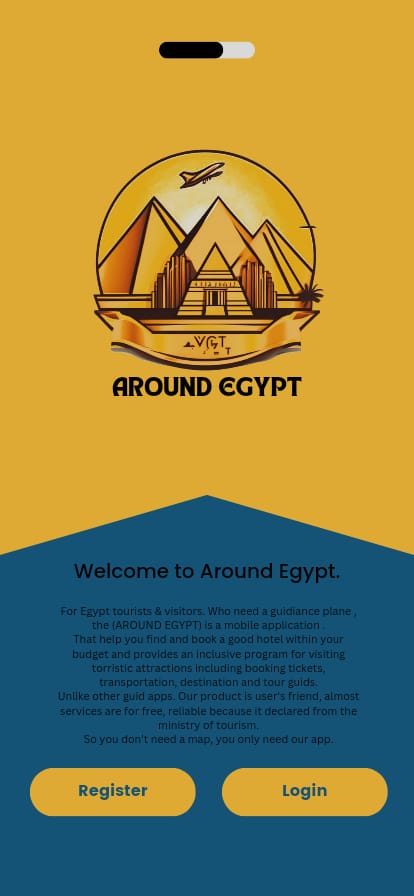 AROUND EGYPT
Welcome to Around Egypt.
For Egypt tourists & visitors. Who need a guidiance plane ,
the (AROUND EGYPT) is a mobile application .
That help you find and book a good hotel within your
budget and provides an inclusive program for visiting
torristic attractions including booking tickets,
transportation, destination and tour guids.
Unlike other guid apps. Our product is user's friend, almost
services are for free, reliable because it declared from the
ministry of tourism.
So you don't need a map, you only need our app.
Register
Login